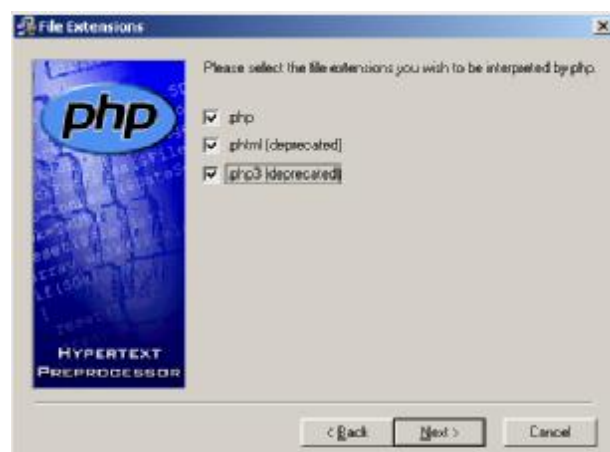 File Extensions
Please select the file extensions you wish to be interpreted by php.
php
.php
.phtml (deprecated)
.php3 (deprecated)
HYPERTEXT
PREPROCESSOR
< Back
Next >
Cancel